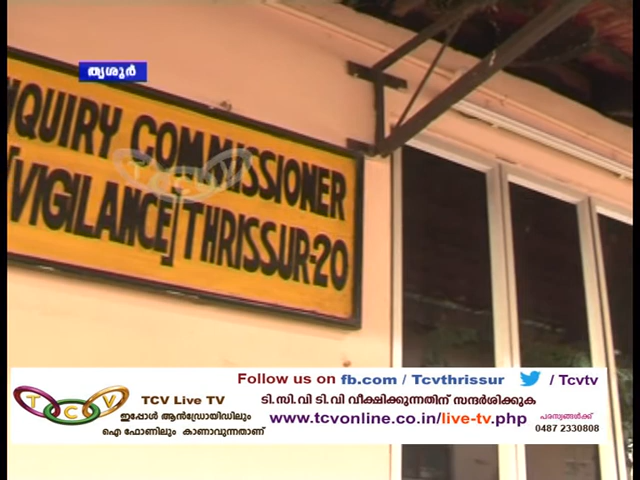 തൃശൂർ
NQUIRY COMMISSIONER
[VIGILANCE] THRISSUR-20
TCV
TCV
TCV Live TV
ഇപ്പോൾ ആൻഡ്രോയിഡിലും
ഐ ഫോണിലും കാണാവുന്നതാണ്
Follow us on fb.com / Tcvthrissur / Tcvtv
ടി.സി.വി ടി.വി വീക്ഷിക്കുന്നതിന് സന്ദർശിക്കുക
www.tcvonline.co.in/live-tv.php
പരസ്യങ്ങൾക്ക്
0487 2330808